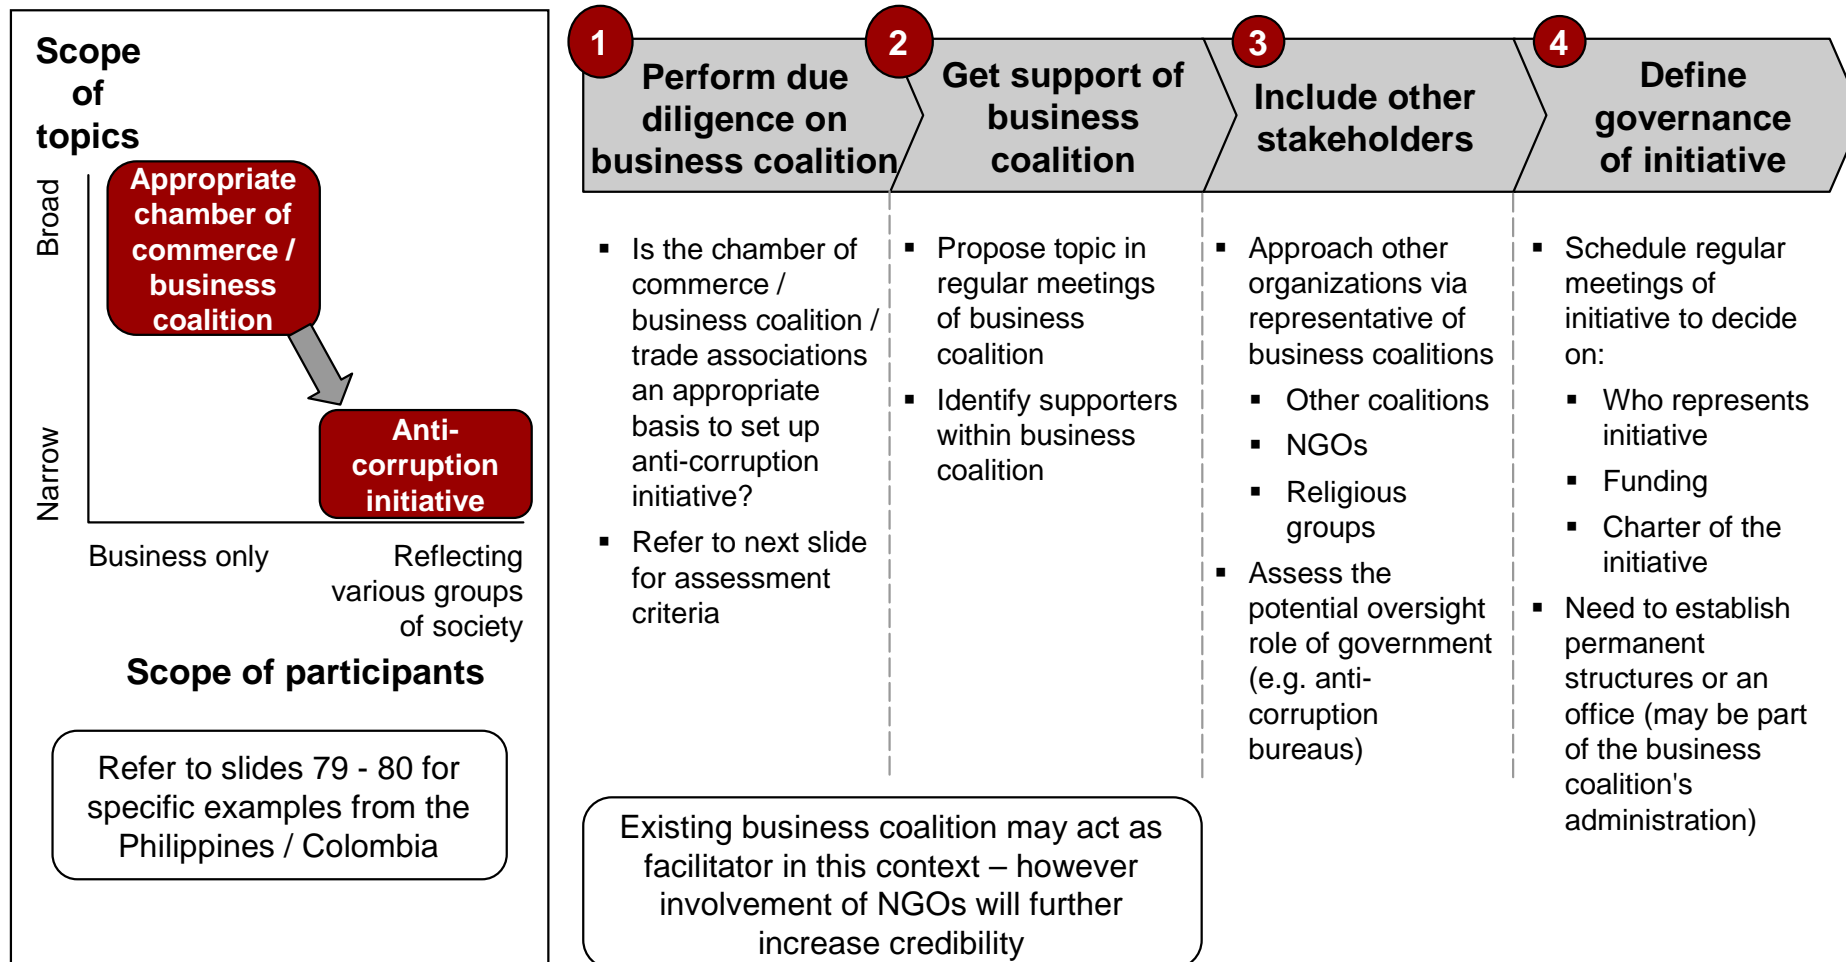 Scope
of
topics
Broad
Narrow
Appropriate
chamber of
commerce /
business
coalition
Anti-
corruption
initiative
Business only
Reflecting
various groups
of society
Scope of participants
Refer to slides 79 - 80 for
specific examples from the
Philippines / Colombia
1
Perform due
diligence on
business coalition
2
Get support of
business
coalition
3
Include other
stakeholders
4
Define
governance
of initiative
▪ Is the chamber of
commerce /
business coalition /
trade associations
an appropriate
basis to set up
anti-corruption
initiative?
▪ Refer to next slide
for assessment
criteria
▪ Propose topic in
regular meetings
of business
coalition
▪ Identify supporters
within business
coalition
▪ Approach other
organizations via
representative of
business coalitions
▪ Other coalitions
▪ NGOs
▪ Religious
groups
▪ Assess the
potential oversight
role of government
(e.g. anti-
corruption
bureaus)
▪ Schedule regular
meetings of
initiative to decide
on:
▪ Who represents
initiative
▪ Funding
▪ Charter of the
initiative
▪ Need to establish
permanent
structures or an
office (may be part
of the business
coalition's
administration)
Existing business coalition may act as
facilitator in this context – however
involvement of NGOs will further
increase credibility